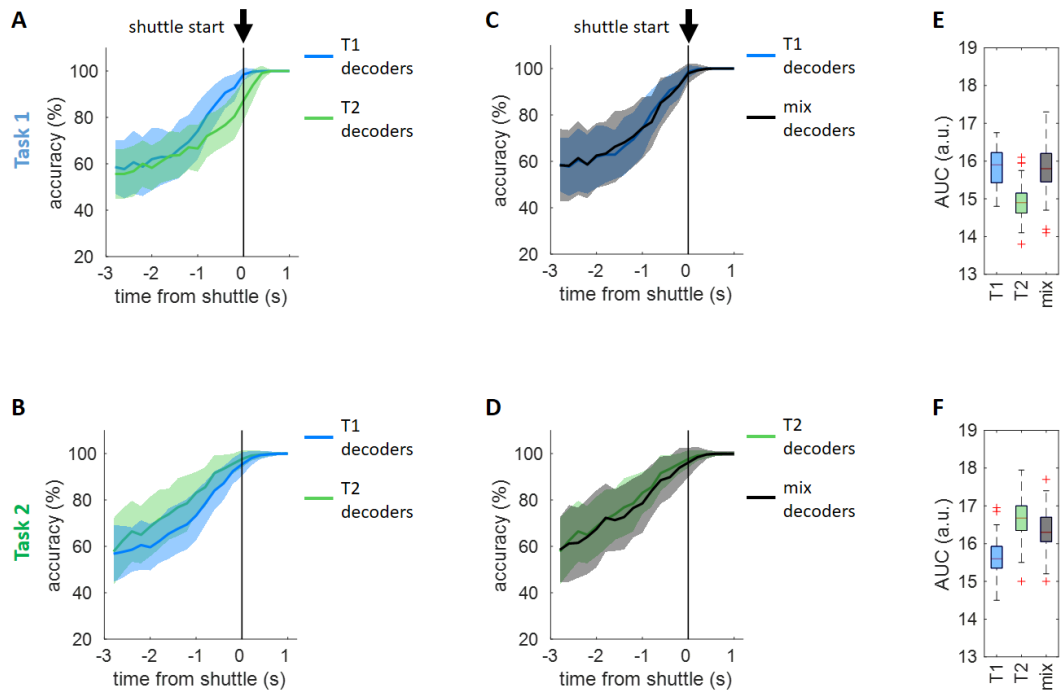 A
shuttle start
T1
decoders
T2
decoders
Task 1
accuracy (%)
100
80
60
40
20
-3
-2
-1
0
1
time from shuttle (s)
C
shuttle start
T1
decoders
mix
decoders
accuracy (%)
100
80
60
40
20
-3
-2
-1
0
1
time from shuttle (s)
E
AUC (a.u.)
19
18
17
16
15
14
13
T1
T2
mix
B
T1
decoders
T2
decoders
Task 2
accuracy (%)
100
80
60
40
20
-3
-2
-1
0
1
time from shuttle (s)
D
T2
decoders
mix
decoders
accuracy (%)
100
80
60
40
20
-3
-2
-1
0
1
time from shuttle (s)
F
AUC (a.u.)
19
18
17
16
15
14
13
T1
T2
mix